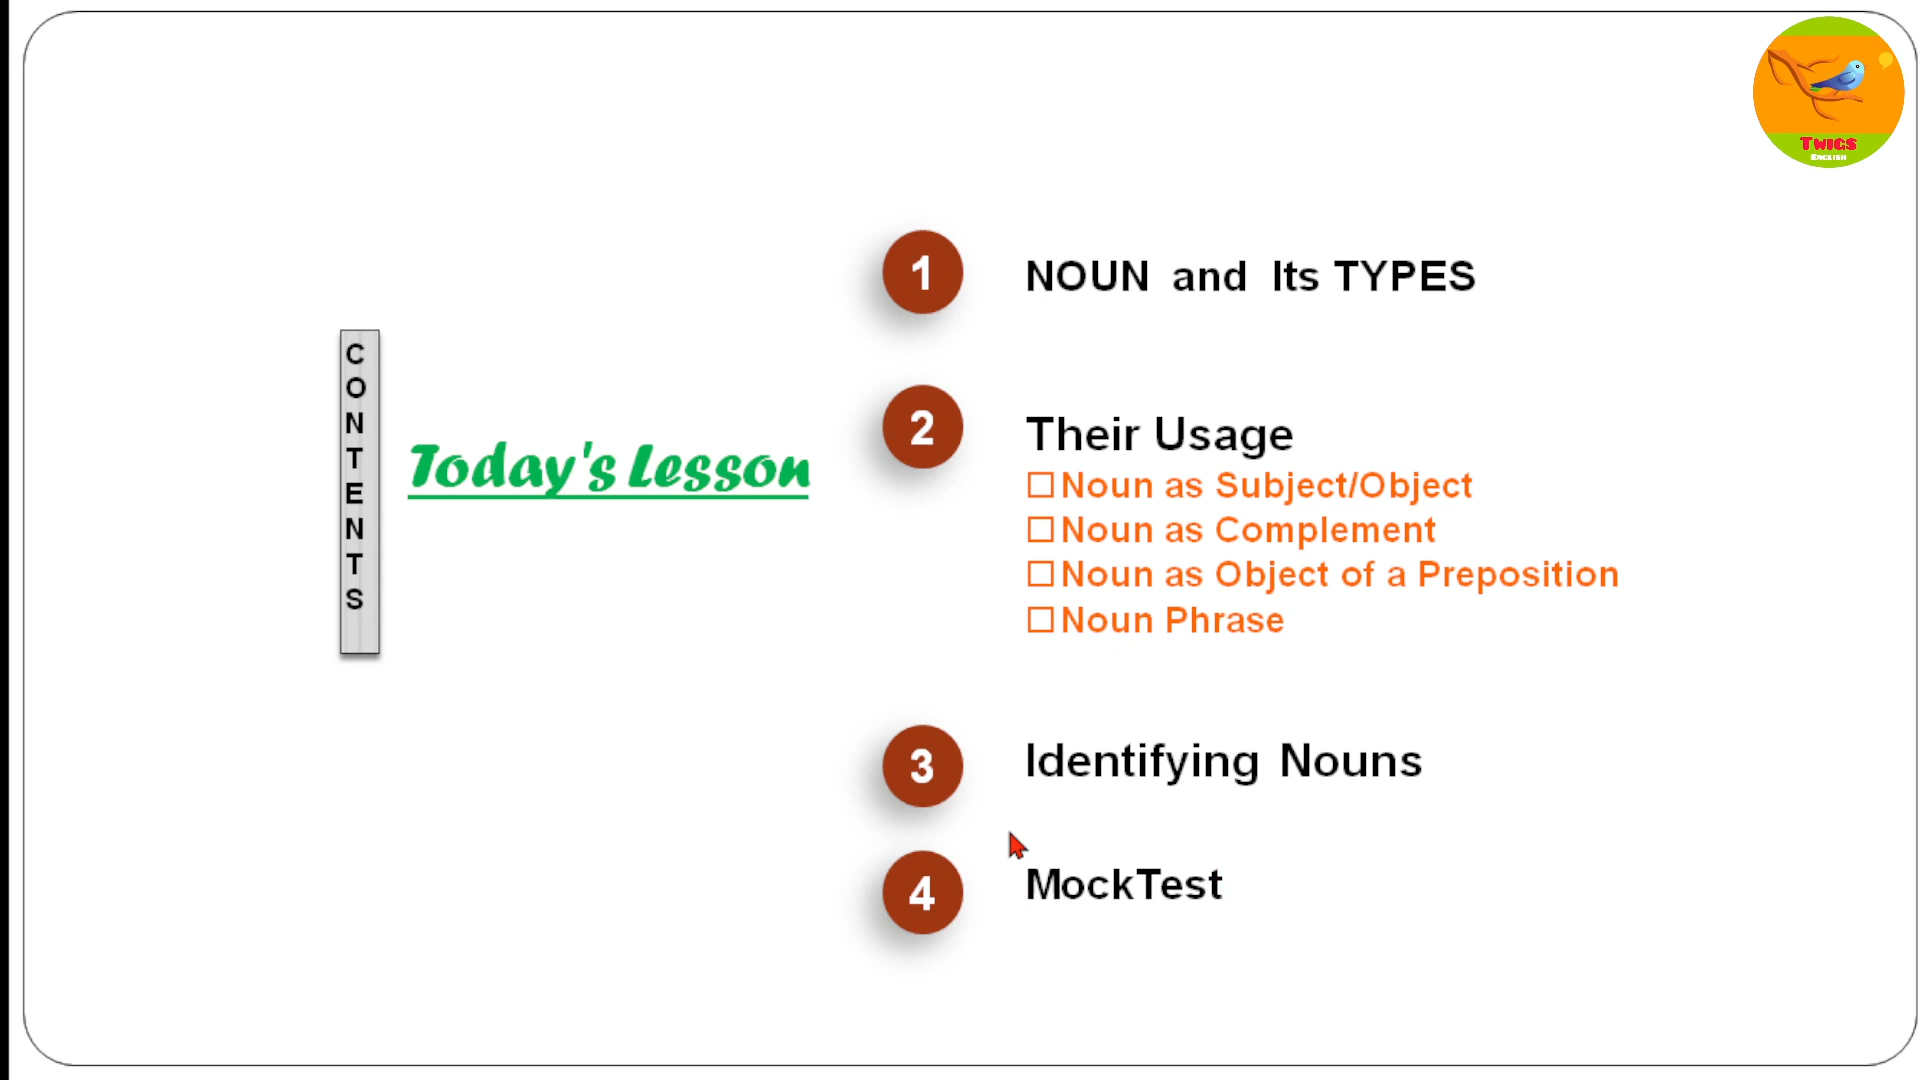 TWIGS
ENGLISH
CONTENTS
Today's Lesson
1
NOUN and Its TYPES
2
Their Usage
Noun as Subject/Object
Noun as Complement
Noun as Object of a Preposition
Noun Phrase
3
Identifying Nouns
4
MockTest